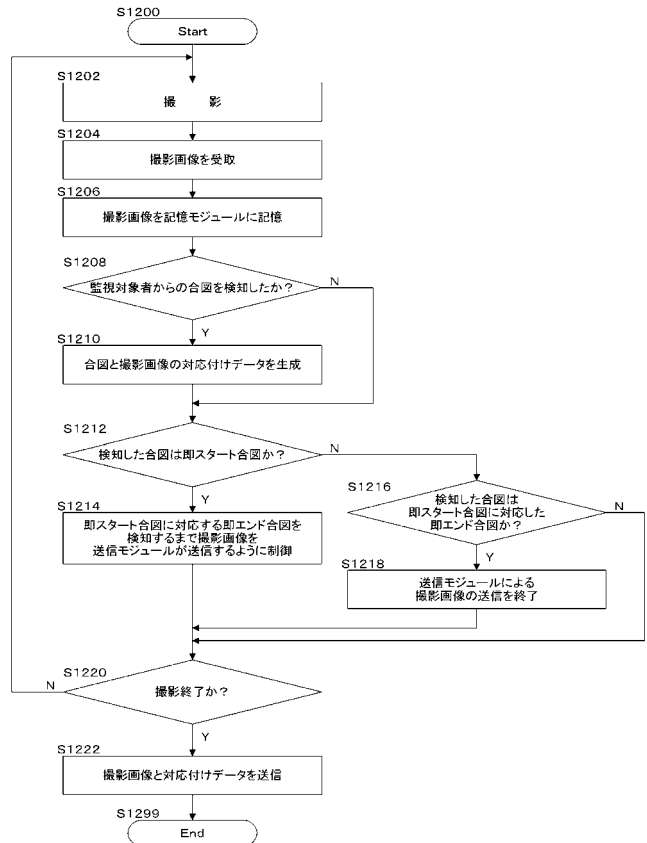 S1200
Start
S1202
撮 影
S1204
撮影画像を受取
S1206
撮影画像を記憶モジュールに記憶
S1208
監視対象者からの合図を検知したか？
N
Y
S1210
合図と撮影画像の対応付けデータを生成
S1212
検知した合図は即スタート合図か？
N
Y
S1214
即スタート合図に対応する即エンド合図を
検知するまで撮影画像を
送信モジュールが送信するように制御
S1216
検知した合図は
即スタート合図に対応した
即エンド合図か？
N
Y
S1218
送信モジュールによる
撮影画像の送信を終了
S1220
撮影終了か？
N
Y
S1222
撮影画像と対応付けデータを送信
S1299
End